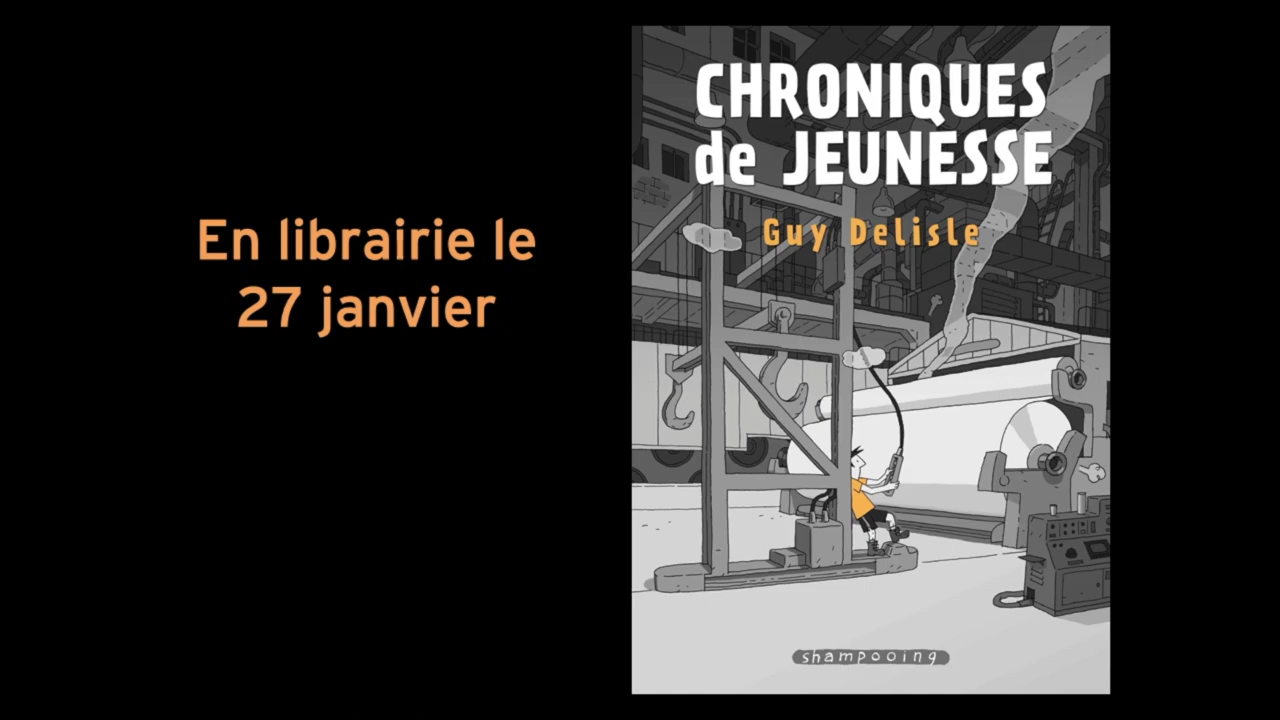 En librairie le
27 janvier
CHRONIQUES
de JEUNESSE
Guy Delisle
shampooing